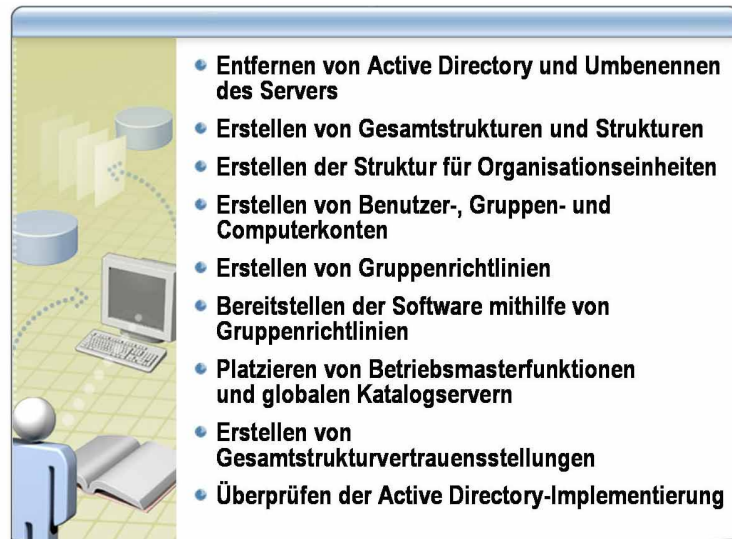 Entfernen von Active Directory und Umbenennen
des Servers
Erstellen von Gesamtstrukturen und Strukturen
Erstellen der Struktur für Organisationseinheiten
Erstellen von Benutzer-, Gruppen- und
Computerkonten
Erstellen von Gruppenrichtlinien
Bereitstellen der Software mithilfe von
Gruppenrichtlinien
Platzieren von Betriebsmasterfunktionen
und globalen Katalogservern
Erstellen von
Gesamtstrukturvertrauensstellungen
Überprüfen der Active Directory-Implementierung